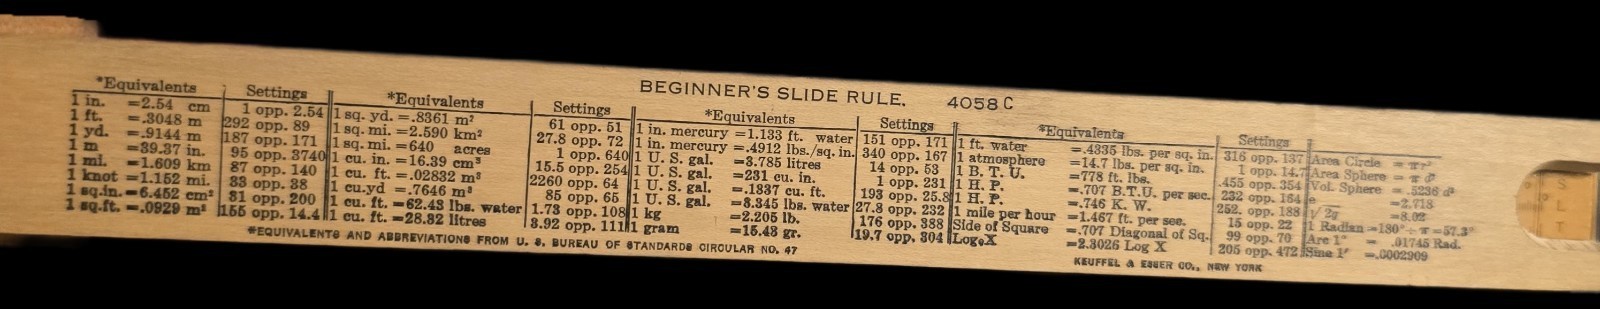 BEGINNER'S SLIDE RULE. 4058 C
*Equivalents Settings *Equivalents Settings *Equivalents Settings *Equivalents Settings
1 in. =2.54 cm 1 opp. 2.54 1 sq. yd. =.8361 m² 61 opp. 51 1 in. mercury =1.133 ft. water 151 opp. 171 1 ft. water =.4335 lbs. per sq. in. 316 opp. 137 Area Circle = πr²
1 ft. =.3048 m 292 opp. 89 1 sq. mi. =2.590 km² 27.8 opp. 72 1 in. mercury =.4912 lbs./sq. in. 340 opp. 167 1 atmosphere =14.7 lbs. per sq. in. 1 opp. 14.7 Area Sphere = π d²
1 yd. =.9144 m 187 opp. 171 1 sq. mi. =640 acres 1 opp. 640 1 U. S. gal. =3.785 litres 14 opp. 53 1 B. T. U. =778 ft. lbs. .455 opp. 354 Vol. Sphere = .5236 d³
1 m =39.37 in. 95 opp. 3740 1 cu. in. =16.39 cm³ 15.5 opp. 254 1 U. S. gal. =231 cu. in. 1 opp. 231 1 H. P. =.707 B.T.U. per sec. 232 opp. 164 e =2.718
1 mi. =1.609 km 87 opp. 140 1 cu. ft. =.02832 m³ 2260 opp. 64 1 U. S. gal. =.1337 cu. ft. 193 opp. 25.8 1 H. P. =.746 K. W. 252. opp. 188 √2g =8.02
1 knot =1.152 mi. 33 opp. 38 1 cu.yd =.7646 m³ 85 opp. 65 1 U. S. gal. =8.345 lbs. water 27.8 opp. 232 1 mile per hour =1.467 ft. per sec. 15 opp. 22 1 Radian =180°÷π=57.3°
1 sq.in. =6.452 cm² 31 opp. 200 1 cu. ft. =62.43 lbs. water 1.73 opp. 108 1 kg =2.205 lb. 176 opp. 388 Side of Square =.707 Diagonal of Sq. 99 opp. 70 Arc 1° =.01745 Rad.
1 sq.ft. =.0929 m² 155 opp. 14.4 1 cu. ft. =28.32 litres 3.92 opp. 111 1 gram =15.43 gr. 19.7 opp. 304 LogₑX =2.3026 Log X 205 opp. 472 Sine 1' =.0002909
*EQUIVALENTS AND ABBREVIATIONS FROM U. S. BUREAU OF STANDARDS CIRCULAR NO. 47
KEUFFEL & ESSER CO., NEW YORK
S
L
T